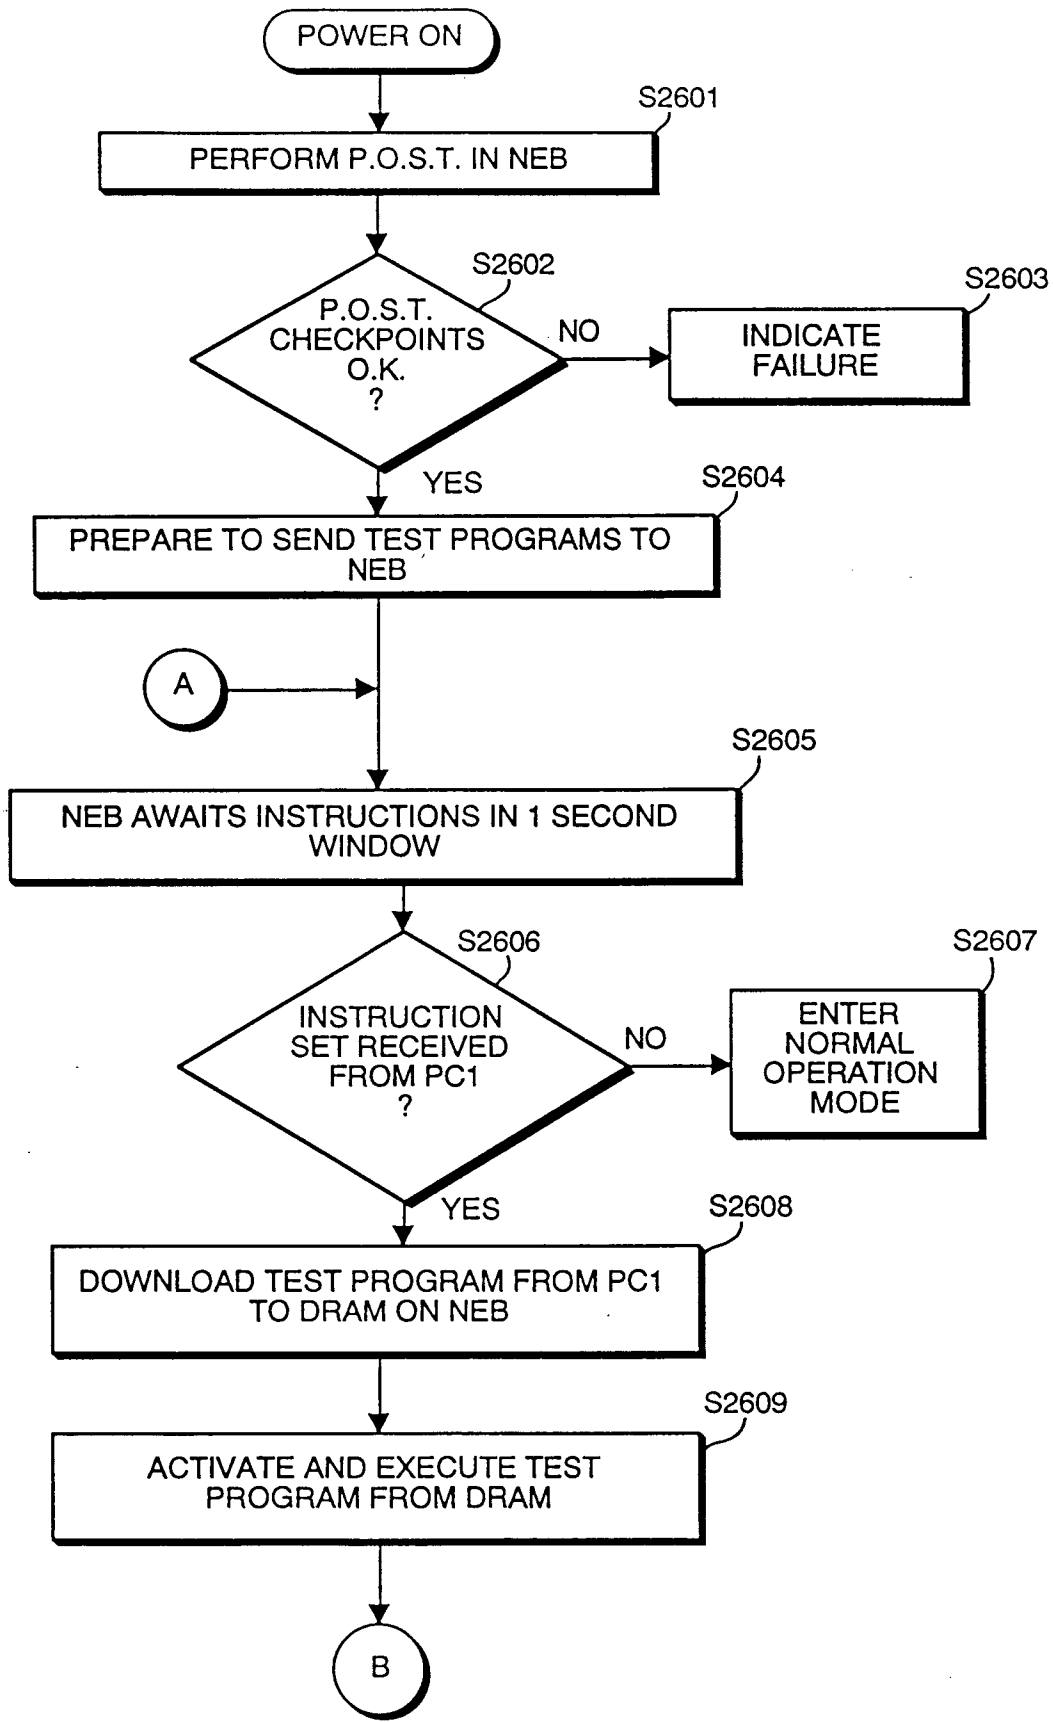 POWER ON
S2601
PERFORM P.O.S.T. IN NEB
S2602
P.O.S.T.
CHECKPOINTS
O.K.
?
NO
S2603
INDICATE
FAILURE
YES
S2604
PREPARE TO SEND TEST PROGRAMS TO
NEB
A
S2605
NEB AWAITS INSTRUCTIONS IN 1 SECOND
WINDOW
S2606
INSTRUCTION
SET RECEIVED
FROM PC1
?
NO
S2607
ENTER
NORMAL
OPERATION
MODE
YES
S2608
DOWNLOAD TEST PROGRAM FROM PC1
TO DRAM ON NEB
S2609
ACTIVATE AND EXECUTE TEST
PROGRAM FROM DRAM
B